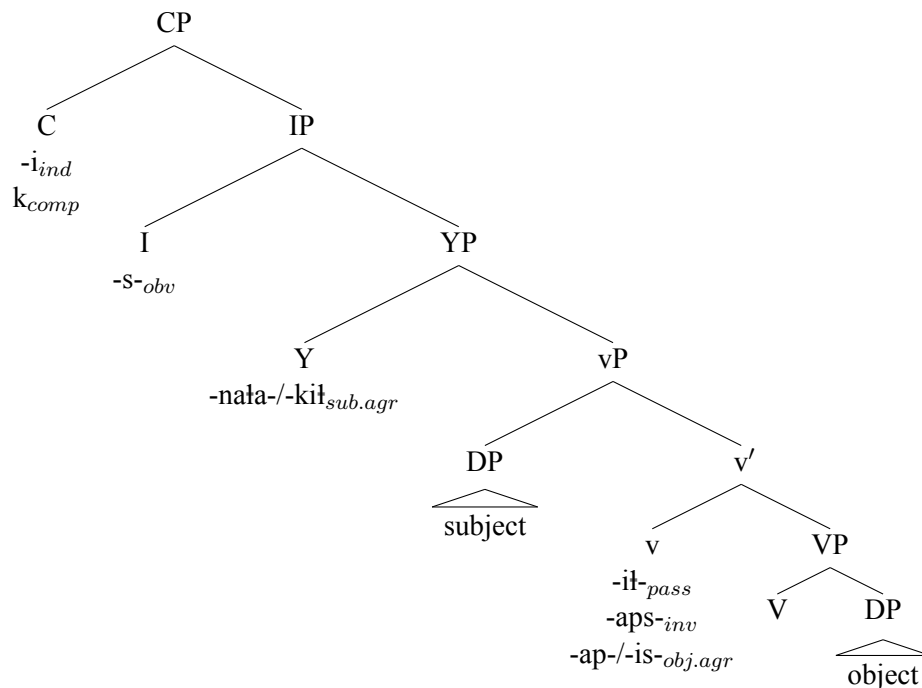 CP
C IP
-i_ind
k_comp
I YP
-s-_obv
Y vP
-nała-/-kił_sub.agr
DP v′
subject
v VP
-ił-_pass
V DP
-aps-_inv
-ap-/-is-_obj.agr
object